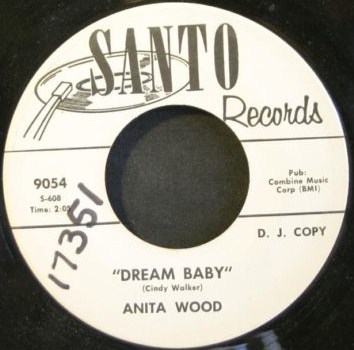 SANTO
Records
9054
S-608
Time: 2:05
Pub:
Combine Music
Corp (BMI)
17351
D. J. COPY
"DREAM BABY"
(Cindy Walker)
ANITA WOOD